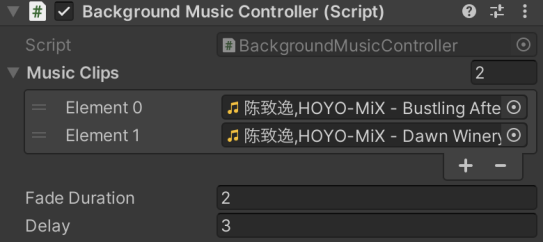 Background Music Controller (Script)
Script BackgroundMusicController
Music Clips 2
Element 0 陈致逸,HOYO-MiX - Bustling Afte
Element 1 陈致逸,HOYO-MiX - Dawn Winery
Fade Duration 2
Delay 3